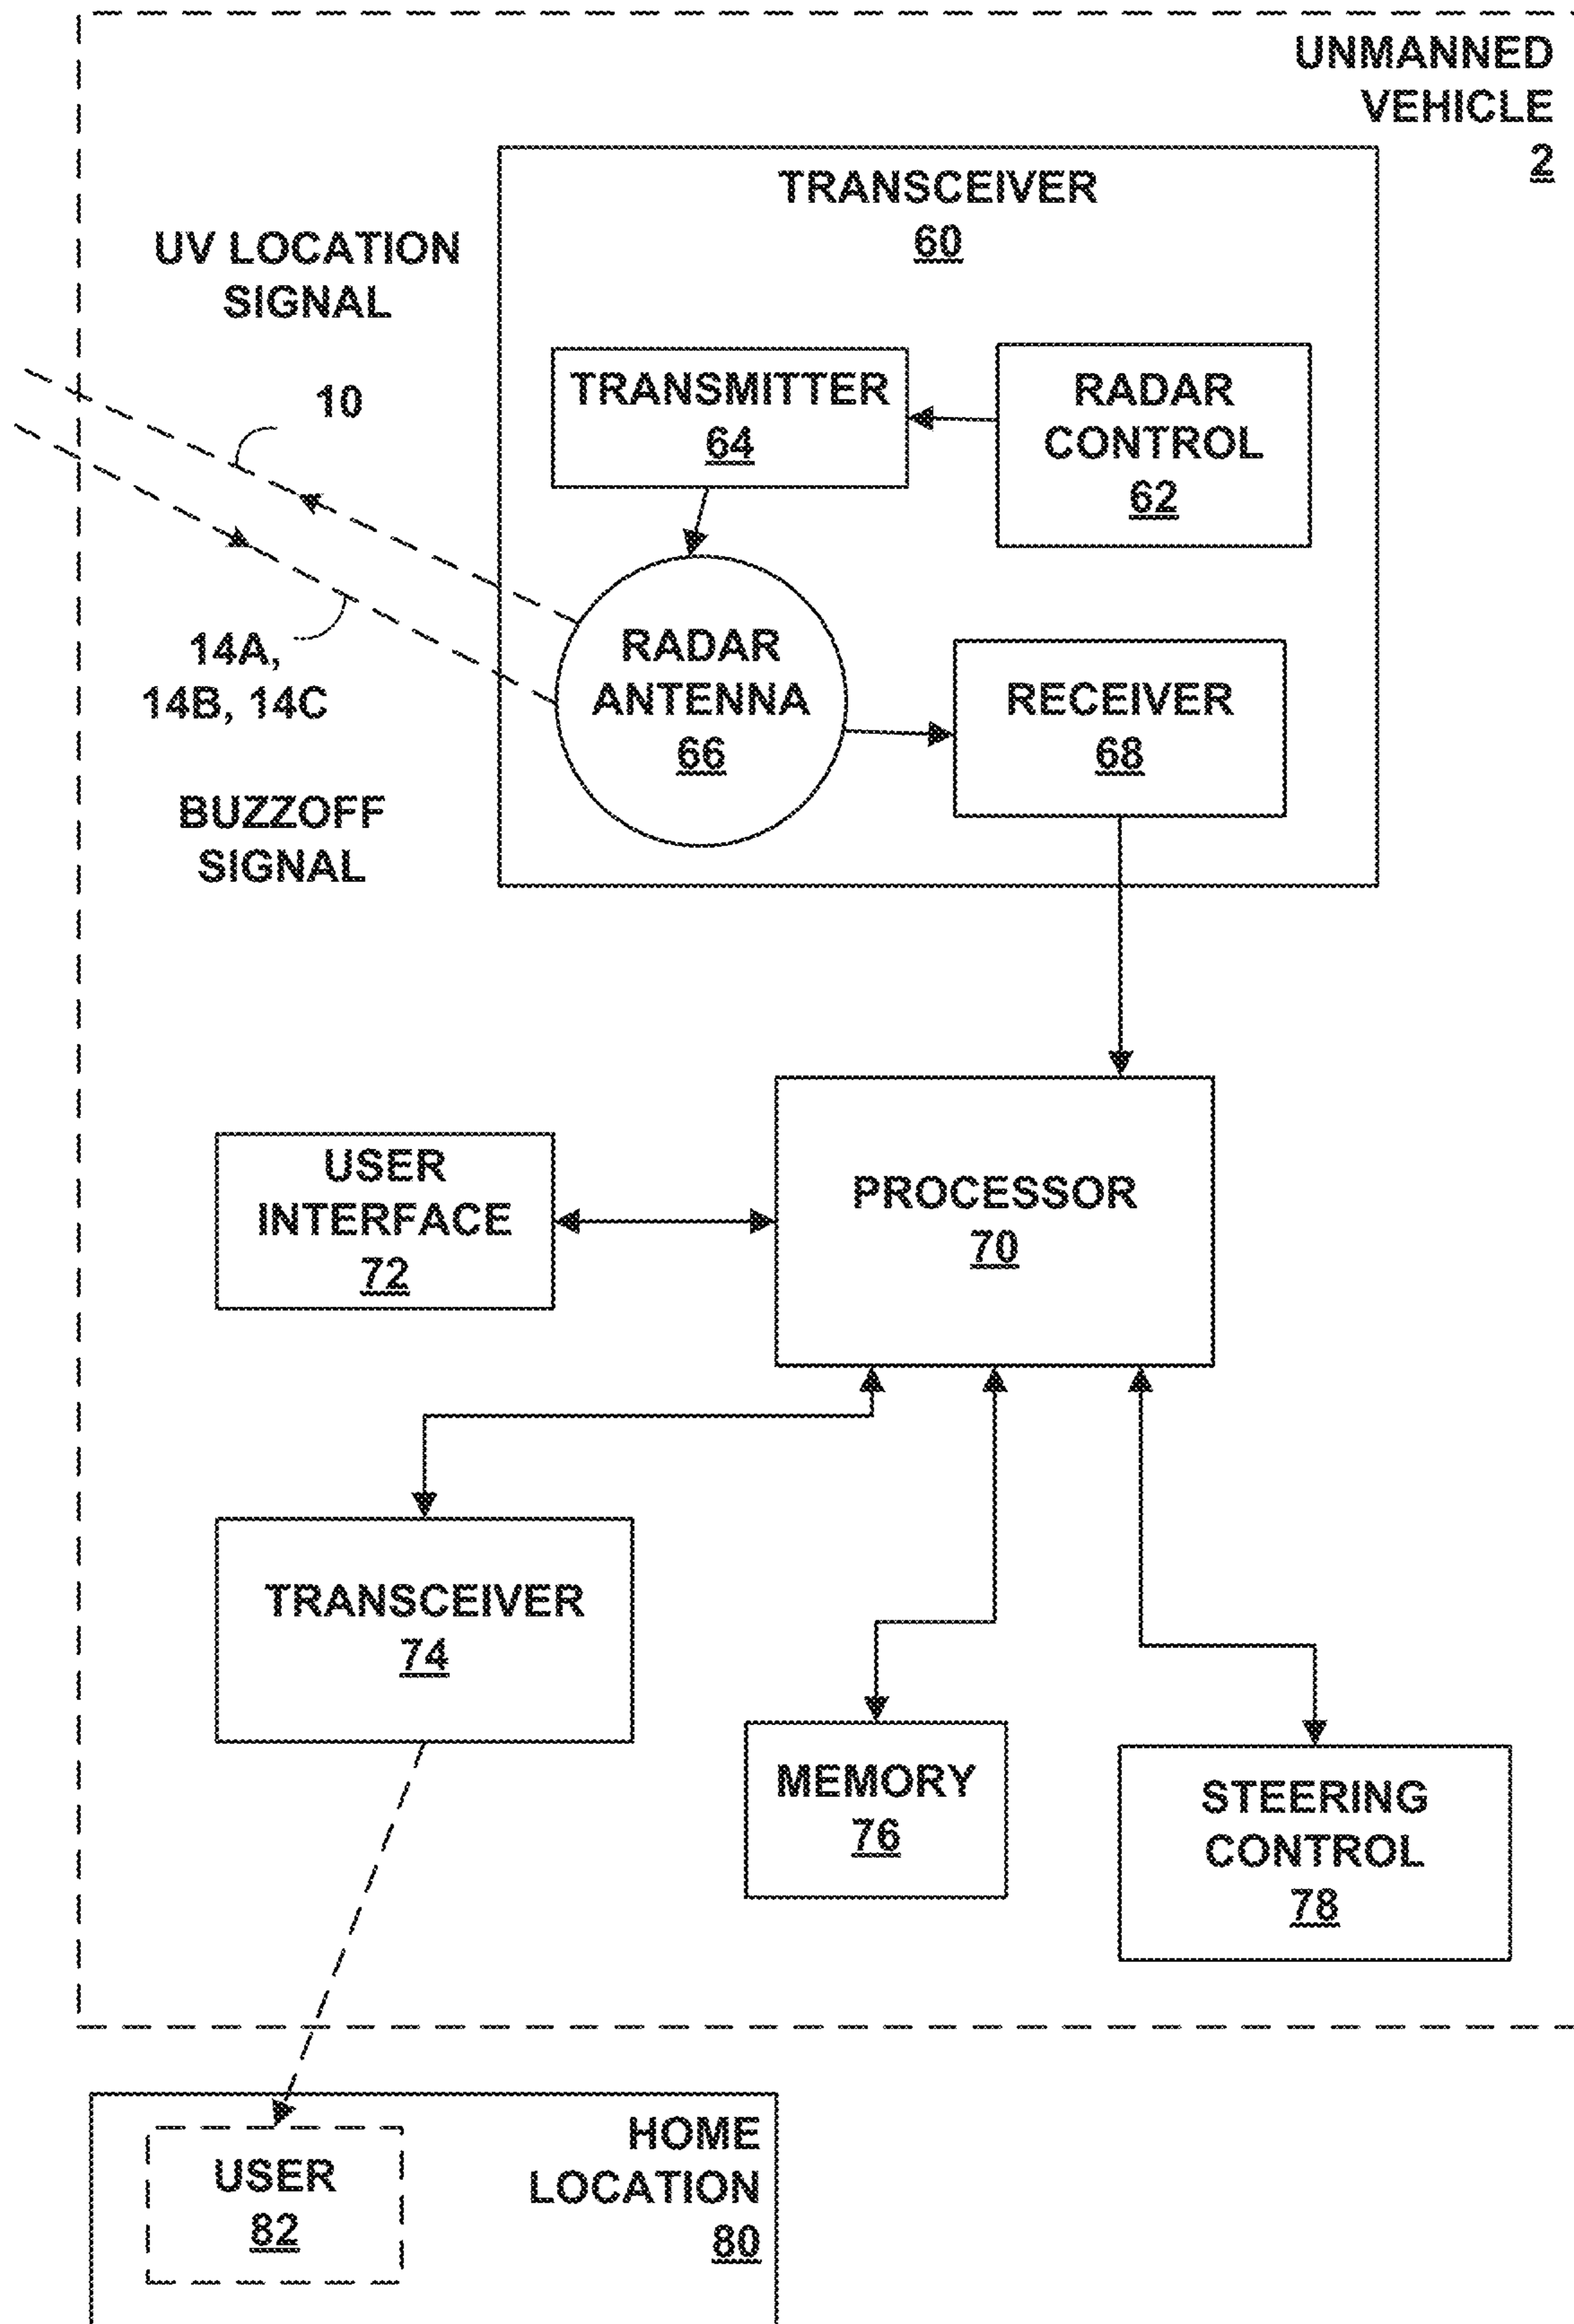 UNMANNED
VEHICLE
2
TRANSCEIVER
60
UV LOCATION
SIGNAL
10
TRANSMITTER
64
RADAR
CONTROL
62
14A,
14B, 14C
RADAR
ANTENNA
66
RECEIVER
68
BUZZOFF
SIGNAL
USER
INTERFACE
72
PROCESSOR
70
TRANSCEIVER
74
MEMORY
76
STEERING
CONTROL
78
HOME
LOCATION
80
USER
82